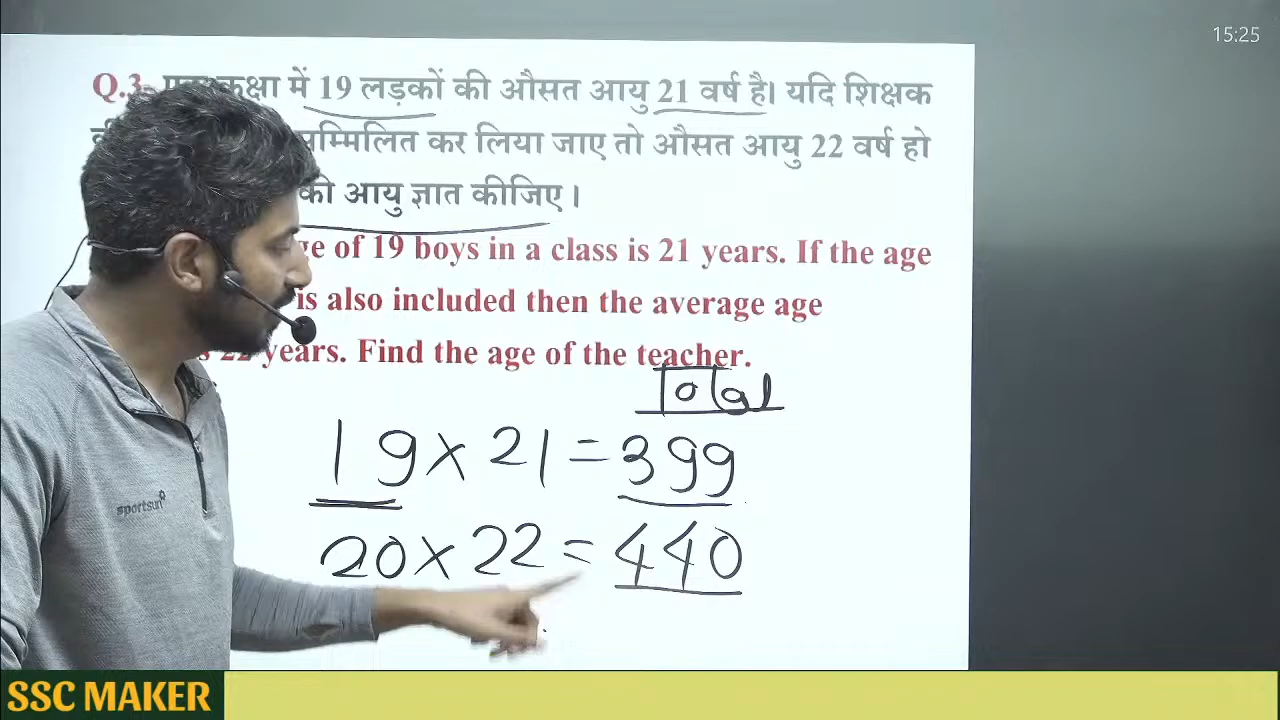 15:25
Q.3 कक्षा में 19 लड़कों की औसत आयु 21 वर्ष है। यदि शिक्षक
सम्मिलित कर लिया जाए तो औसत आयु 22 वर्ष हो
की आयु ज्ञात कीजिए।
of 19 boys in a class is 21 years. If the age
is also included then the average age
22 years. Find the age of the teacher.
Total
19 × 21 = 399
20 × 22 = 440
sportsun
SSC MAKER